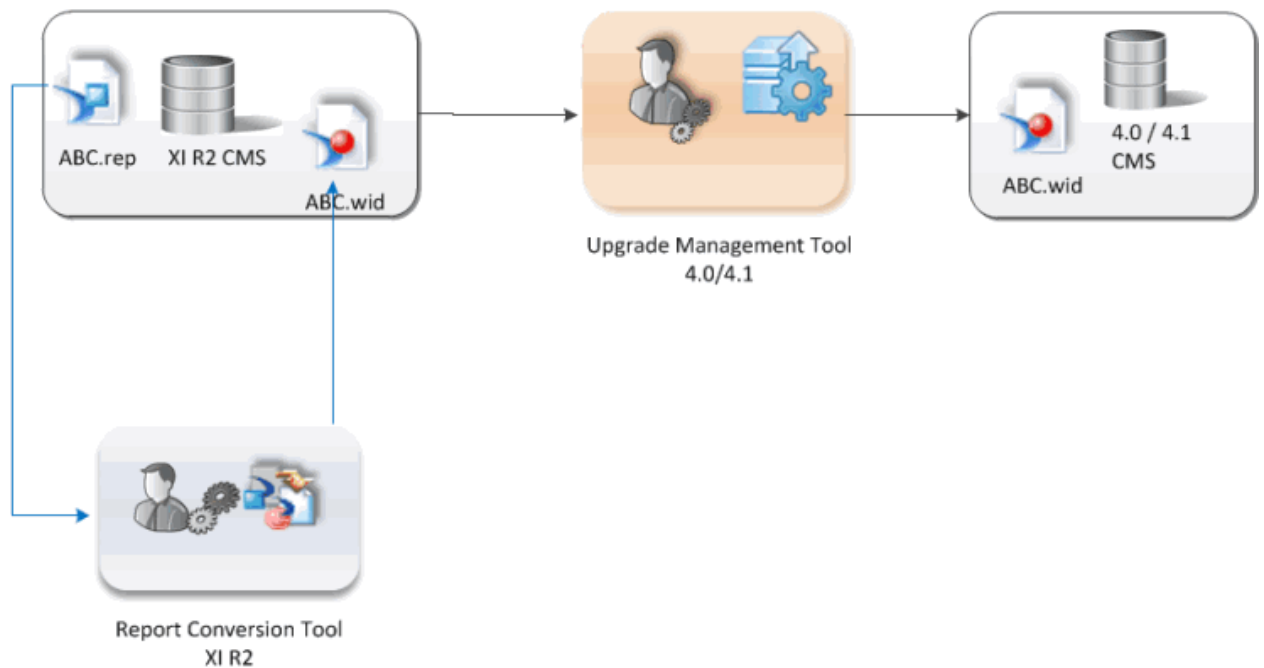 ABC.rep
XI R2 CMS
ABC.wid
Upgrade Management Tool
4.0/4.1
4.0 / 4.1
CMS
ABC.wid
Report Conversion Tool
XI R2